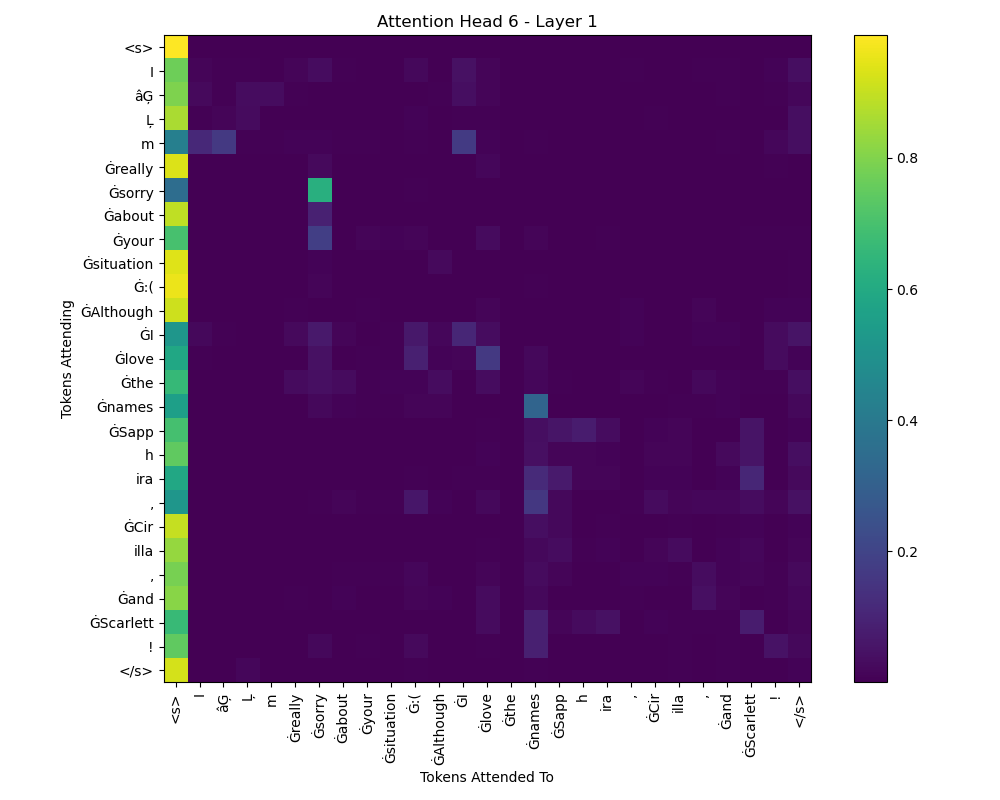 Attention Head 6 - Layer 1
Tokens Attending
<s>
I
âĢ
Ļ
m
Ġreally
Ġsorry
Ġabout
Ġyour
Ġsituation
Ġ:(
ĠAlthough
ĠI
Ġlove
Ġthe
Ġnames
ĠSapp
h
ira
,
ĠCir
illa
,
Ġand
ĠScarlett
!
</s>
<s>
I
âĢ
Ļ
m
Ġreally
Ġsorry
Ġabout
Ġyour
Ġsituation
Ġ:(
ĠAlthough
ĠI
Ġlove
Ġthe
Ġnames
ĠSapp
h
ira
,
ĠCir
illa
,
Ġand
ĠScarlett
!
</s>
Tokens Attended To
0.8
0.6
0.4
0.2